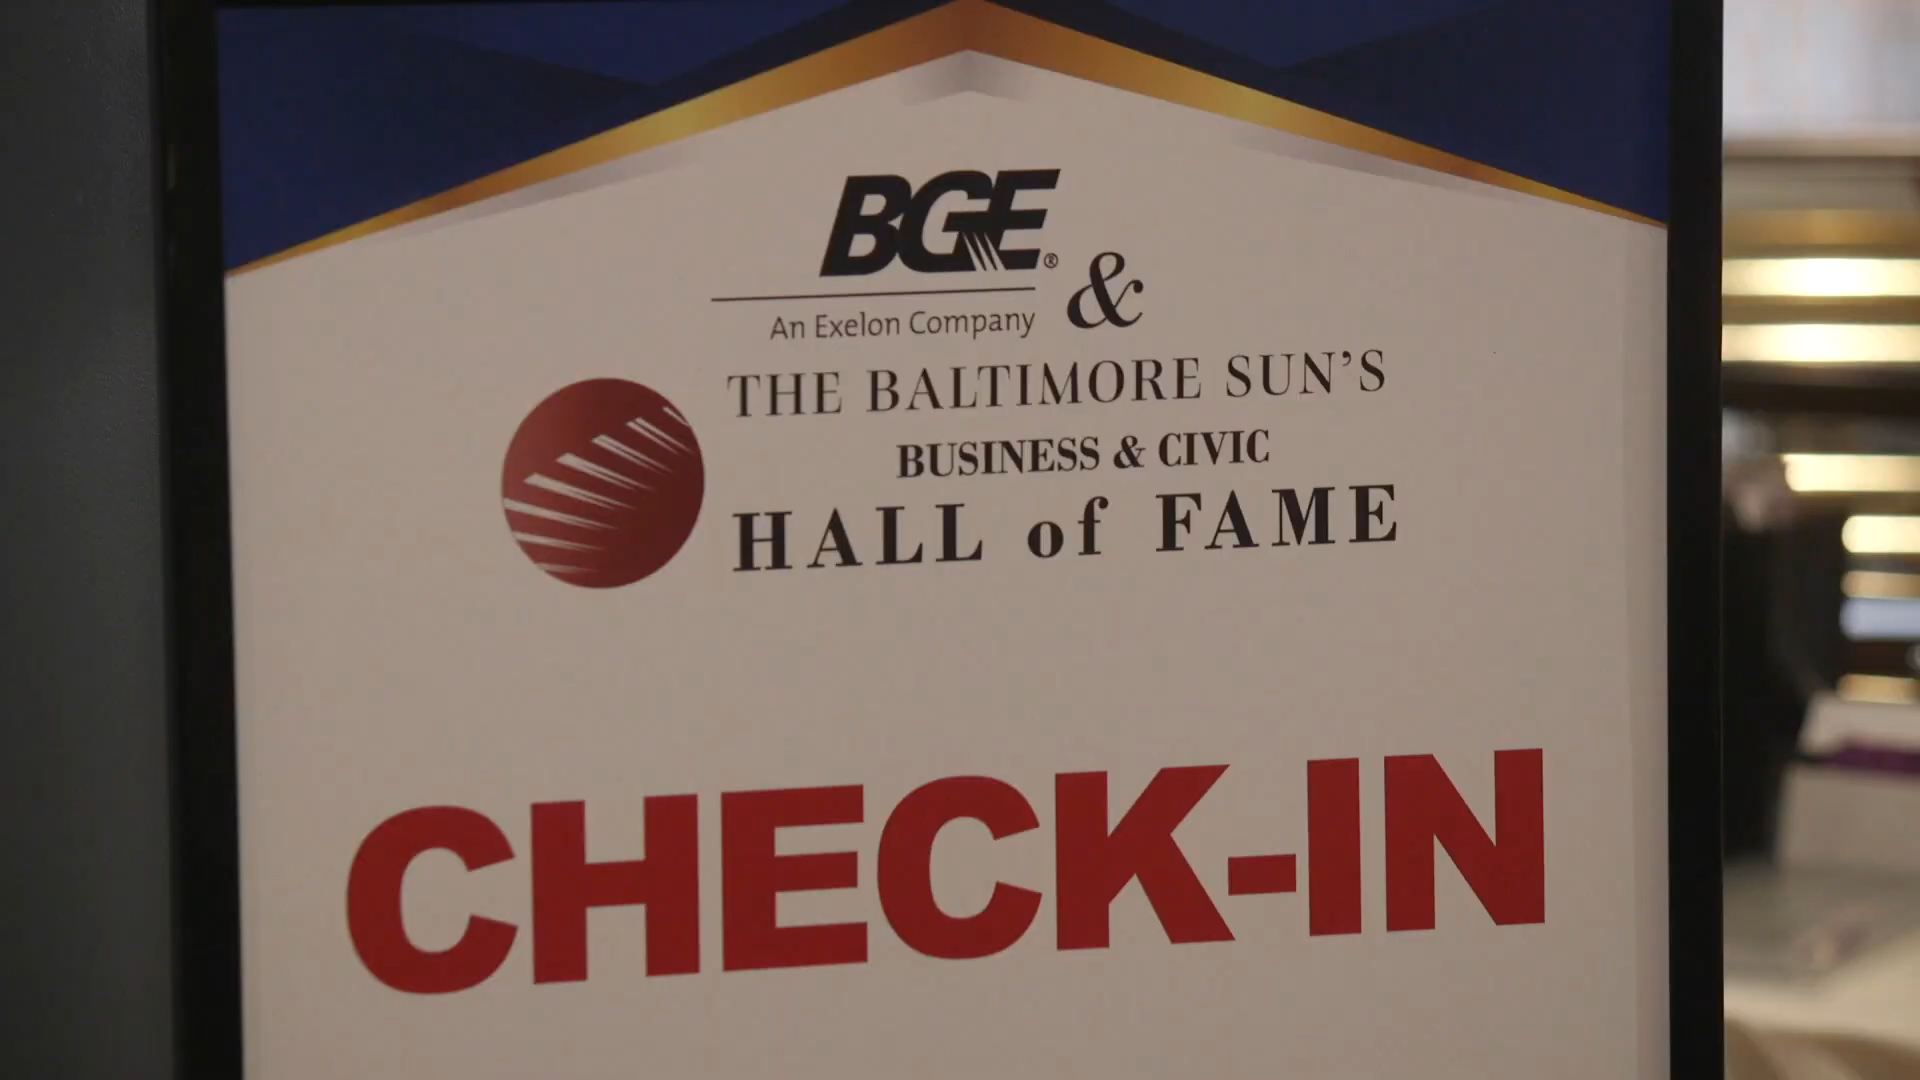 BGE®
An Exelon Company
&
THE BALTIMORE SUN'S
BUSINESS & CIVIC
HALL of FAME
CHECK-IN